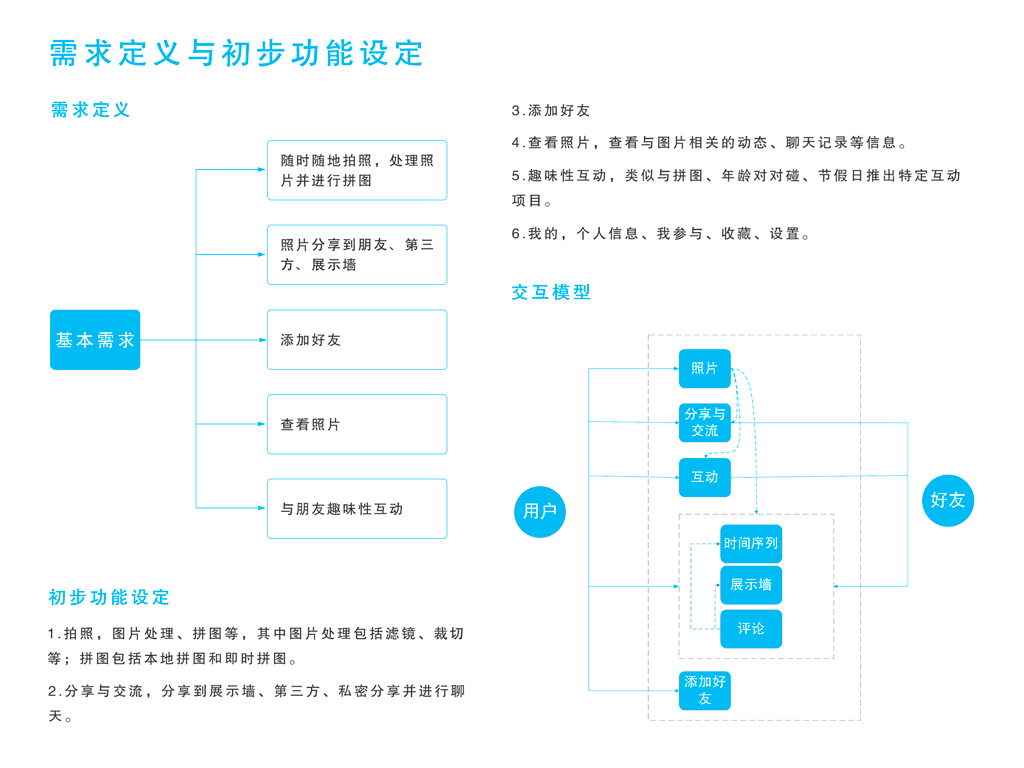 需求定义与初步功能设定
需求定义
基本需求
随时随地拍照，处理照
片并进行拼图
照片分享到朋友、第三
方、展示墙
添加好友
查看照片
与朋友趣味性互动
初步功能设定
1.拍照，图片处理、拼图等，其中图片处理包括滤镜、裁切
等；拼图包括本地拼图和即时拼图。
2.分享与交流，分享到展示墙、第三方、私密分享并进行聊
天。
3.添加好友
4.查看照片，查看与图片相关的动态、聊天记录等信息。
5.趣味性互动，类似与拼图、年龄对对碰、节假日推出特定互动
项目。
6.我的，个人信息、我参与、收藏、设置。
交互模型
用户
照片
分享与
交流
互动
时间序列
展示墙
评论
添加好
友
好友